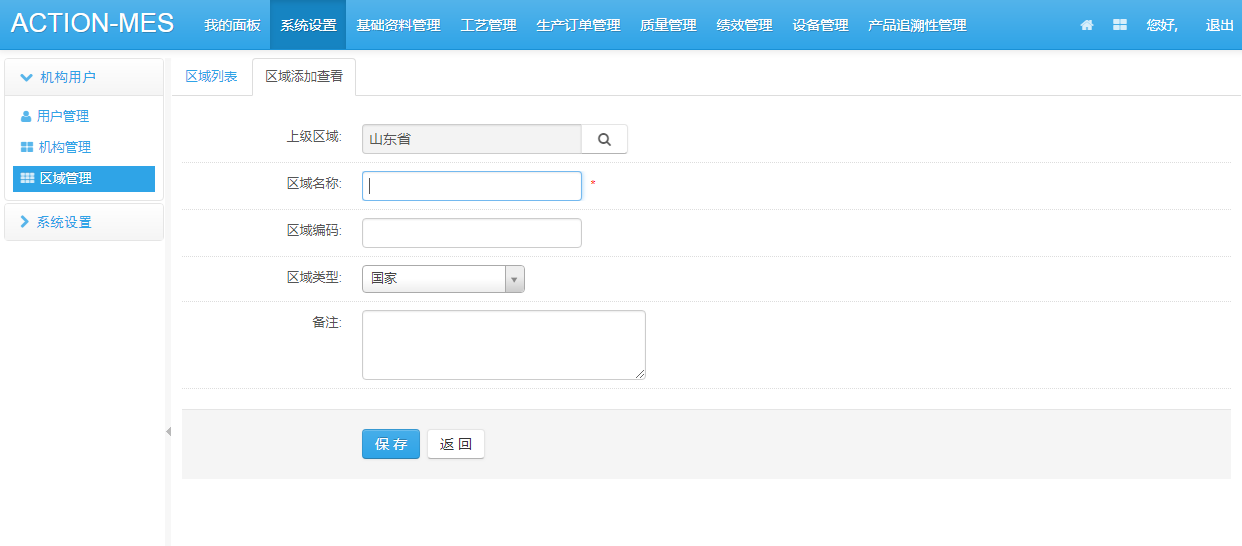 ACTION-MES 我的面板 系统设置 基础资料管理 工艺管理 生产订单管理 质量管理 绩效管理 设备管理 产品追溯性管理 您好, 退出
机构用户
用户管理
机构管理
区域管理
系统设置
区域列表 区域添加查看
上级区域: 山东省
区域名称: *
区域编码:
区域类型: 国家
备注:
保 存 返 回